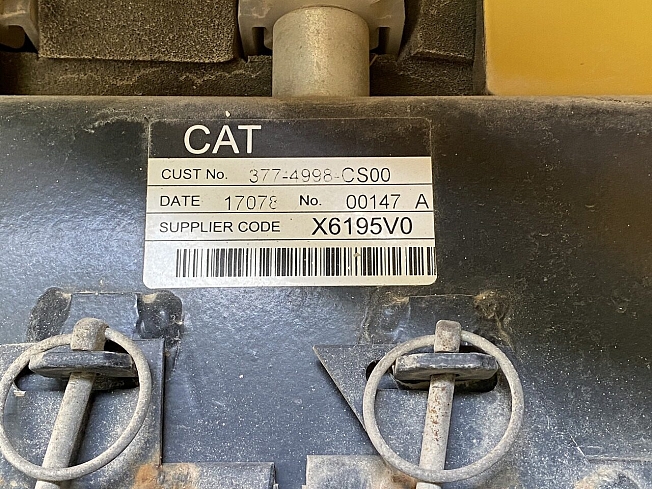 CAT
CUST No. 377-4998-CS00
DATE 17078 No. 00147 A
SUPPLIER CODE X6195V0